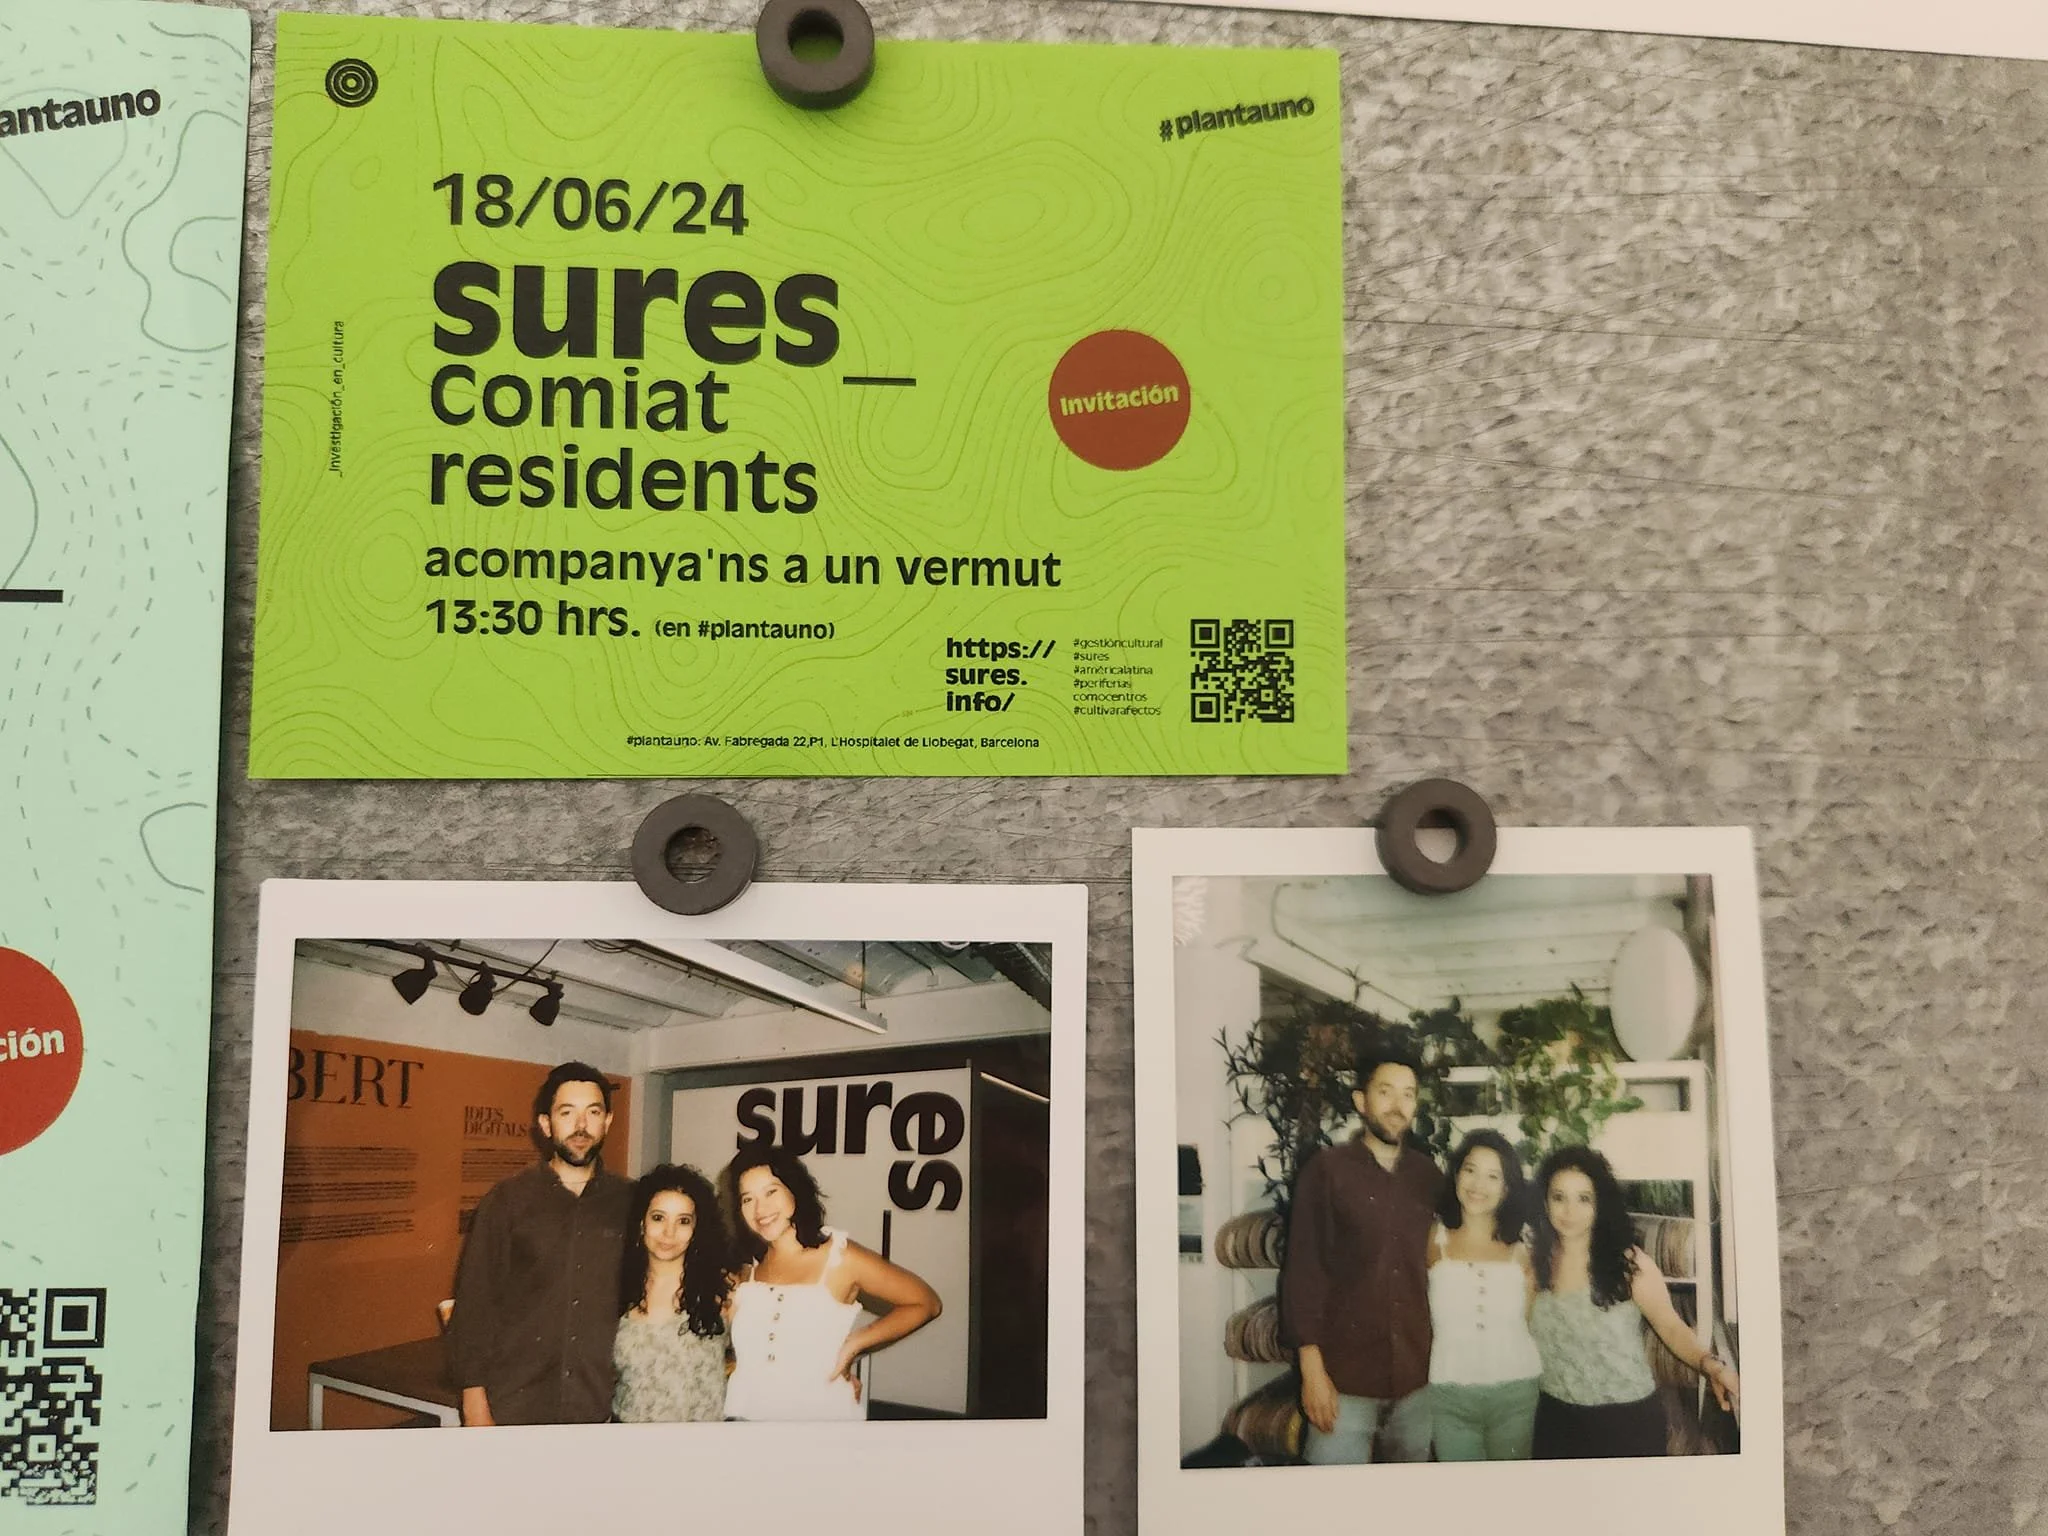 #plantauno
18/06/24
sures_
Comiat
residents
acompanya'ns a un vermut
13:30 hrs. (en #plantauno)
Invitación
_investigación_en_cultura
https://
sures.
info/
#gestióncultural
#sures
#américalatina
#periferias
comocentros
#cultivarafectos
#plantauno: Av. Fabregada 22,P1, L'Hospitalet de Llobegat, Barcelona
antauno
ción
BERT
IDEES
DIGITALS
sures_